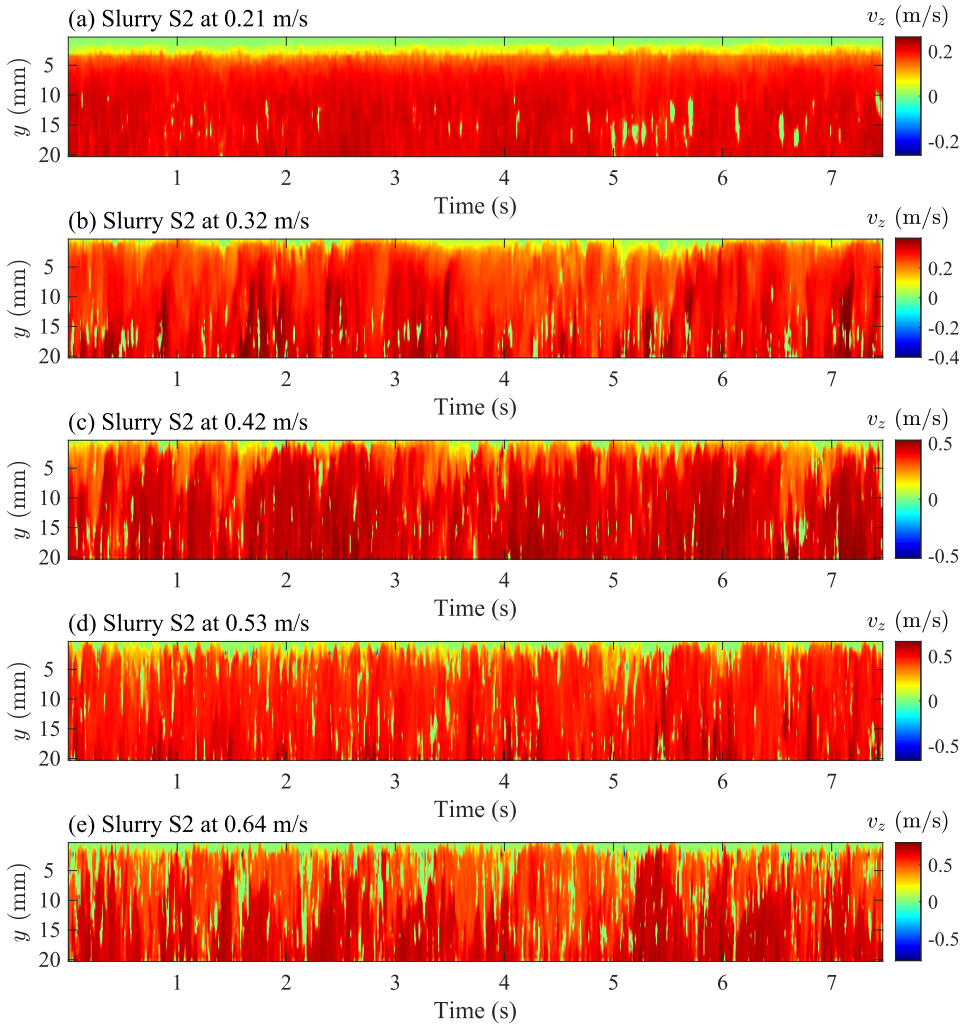 (a) Slurry S2 at 0.21 m/s
v_z (m/s)
y (mm)
5
10
15
20
1 2 3 4 5 6 7
Time (s)
0.2
0
-0.2
(b) Slurry S2 at 0.32 m/s
v_z (m/s)
y (mm)
5
10
15
20
1 2 3 4 5 6 7
Time (s)
0.2
0
-0.2
-0.4
(c) Slurry S2 at 0.42 m/s
v_z (m/s)
y (mm)
5
10
15
20
1 2 3 4 5 6 7
Time (s)
0.5
0
-0.5
(d) Slurry S2 at 0.53 m/s
v_z (m/s)
y (mm)
5
10
15
20
1 2 3 4 5 6 7
Time (s)
0.5
0
-0.5
(e) Slurry S2 at 0.64 m/s
v_z (m/s)
y (mm)
5
10
15
20
1 2 3 4 5 6 7
Time (s)
0.5
0
-0.5